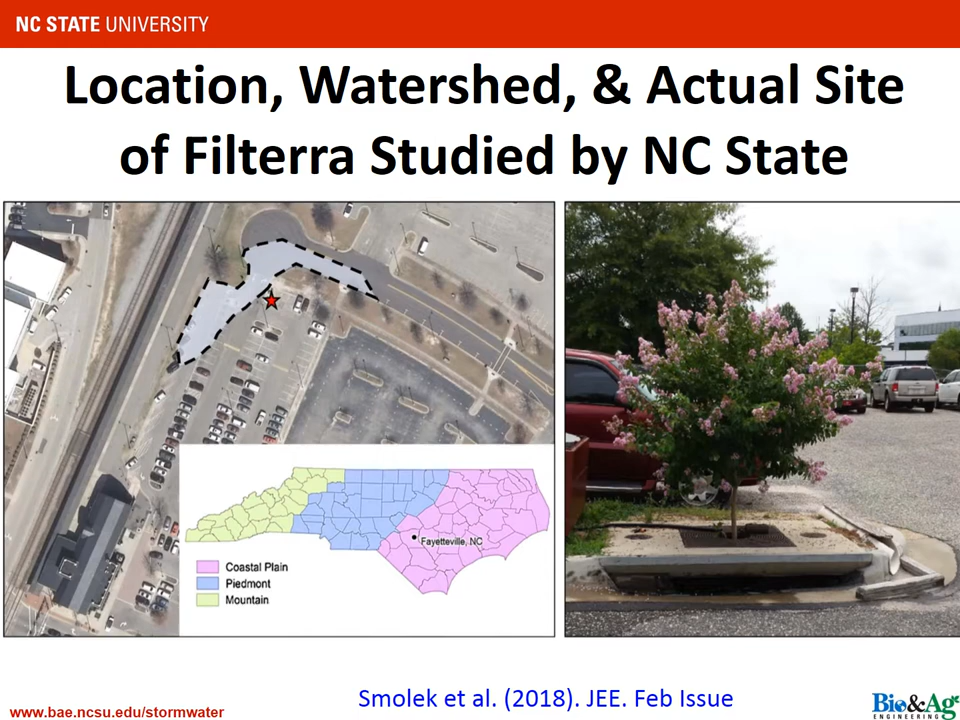 NC STATE UNIVERSITY
Location, Watershed, & Actual Site
of Filterra Studied by NC State
Fayetteville, NC
Coastal Plain
Piedmont
Mountain
Smolek et al. (2018). JEE. Feb Issue
www.bae.ncsu.edu/stormwater
Bio&Ag
ENGINEERING